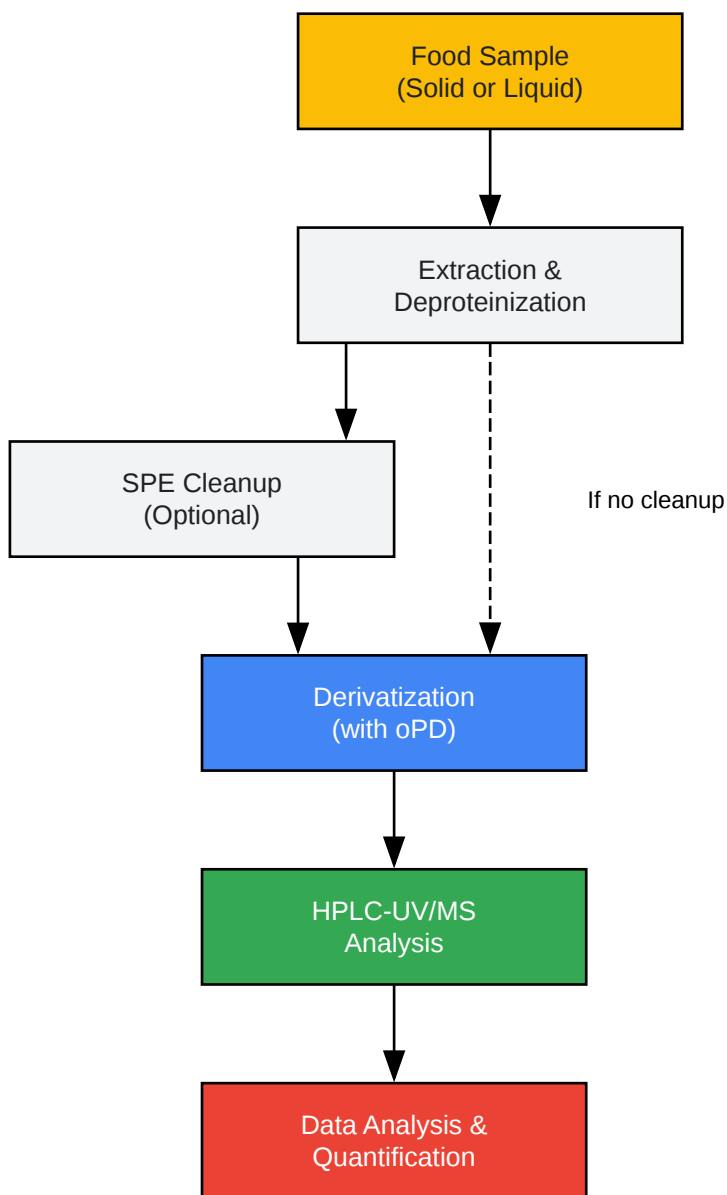 Food Sample
(Solid or Liquid)
Extraction &
Deproteinization
SPE Cleanup
(Optional)
If no cleanup
Derivatization
(with oPD)
HPLC-UV/MS
Analysis
Data Analysis &
Quantification